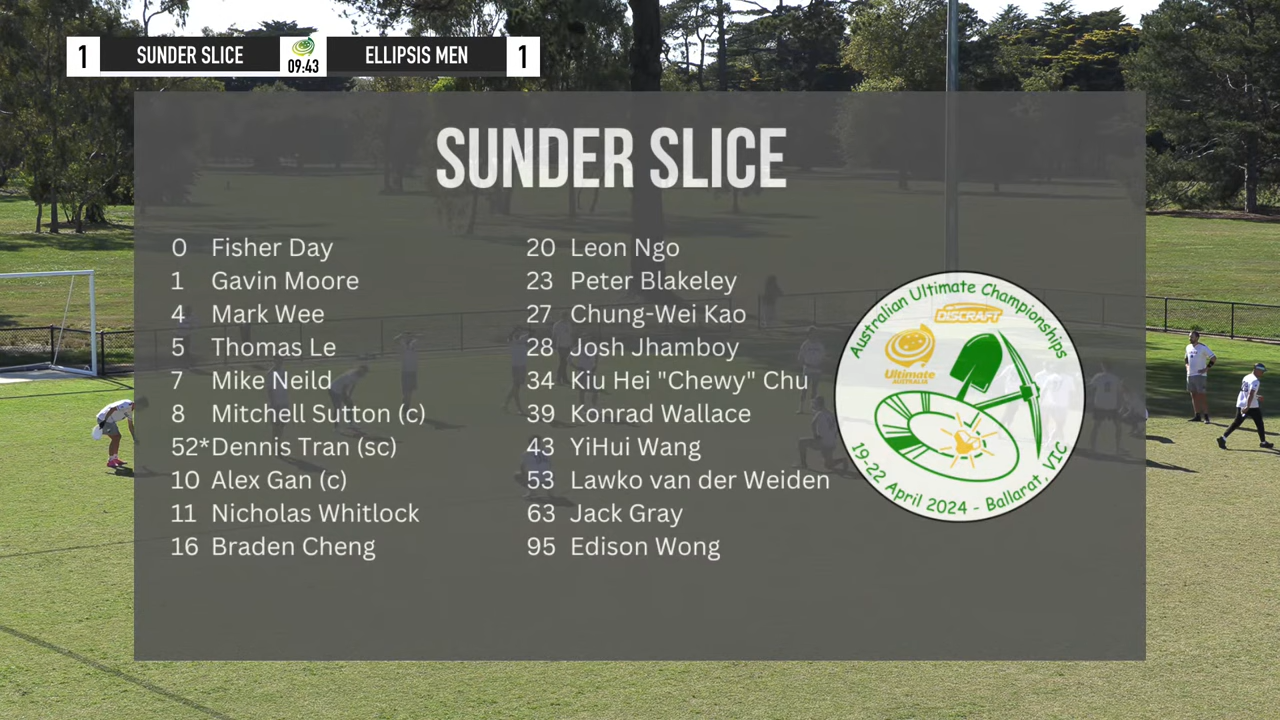 1 SUNDER SLICE 09:43 ELLIPSIS MEN 1
SUNDER SLICE
0 Fisher Day
1 Gavin Moore
4 Mark Wee
5 Thomas Le
7 Mike Neild
8 Mitchell Sutton (c)
52*Dennis Tran (sc)
10 Alex Gan (c)
11 Nicholas Whitlock
16 Braden Cheng
20 Leon Ngo
23 Peter Blakeley
27 Chung-Wei Kao
28 Josh Jhamboy
34 Kiu Hei "Chewy" Chu
39 Konrad Wallace
43 YiHui Wang
53 Lawko van der Weiden
63 Jack Gray
95 Edison Wong
Australian Ultimate Championships
DISCRAFT
Ultimate
AUSTRALIA
19-22 April 2024 - Ballarat, VIC